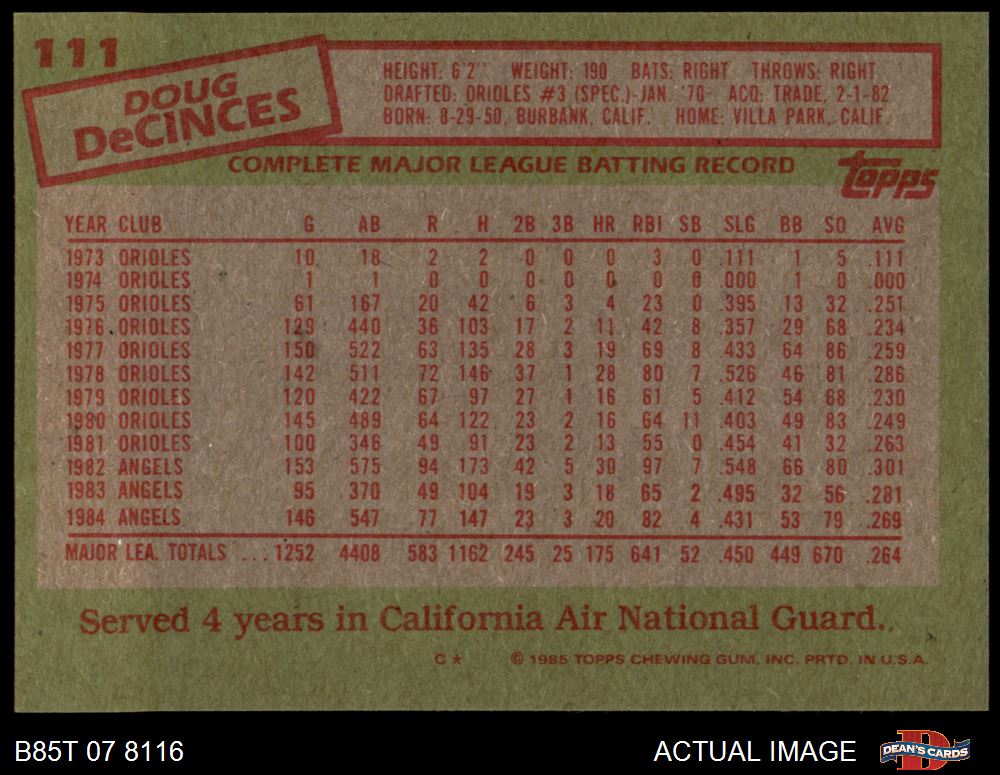 111
DOUG
DeCINCES
HEIGHT: 6'2" WEIGHT: 190 BATS: RIGHT THROWS: RIGHT
DRAFTED: ORIOLES #3 (SPEC.)-JAN. '70- ACQ: TRADE, 2-1-82
BORN: 8-29-50, BURBANK, CALIF. HOME: VILLA PARK, CALIF.
COMPLETE MAJOR LEAGUE BATTING RECORD
topps
YEAR CLUB G AB R H 2B 3B HR RBI SB SLG BB SO AVG
1973 ORIOLES 10 18 2 2 0 0 0 3 0 .111 1 5 .111
1974 ORIOLES 1 1 0 0 0 0 0 0 0 .000 1 0 .000
1975 ORIOLES 61 167 20 42 6 3 4 23 0 .395 13 32 .251
1976 ORIOLES 129 440 36 103 17 2 11 42 8 .357 29 68 .234
1977 ORIOLES 150 522 63 135 28 3 19 69 8 .433 64 86 .259
1978 ORIOLES 142 511 72 146 37 1 28 80 7 .526 46 81 .286
1979 ORIOLES 120 422 67 97 27 1 16 61 5 .412 54 68 .230
1980 ORIOLES 145 489 64 122 23 2 16 64 11 .403 49 83 .249
1981 ORIOLES 100 346 49 91 23 2 13 55 0 .454 41 32 .263
1982 ANGELS 153 575 94 173 42 5 30 97 7 .548 66 80 .301
1983 ANGELS 95 370 49 104 19 3 18 65 2 .495 32 56 .281
1984 ANGELS 146 547 77 147 23 3 20 82 4 .431 53 79 .269
MAJOR LEA. TOTALS ... 1252 4408 583 1162 245 25 175 641 52 .450 449 670 .264
Served 4 years in California Air National Guard.
C* © 1985 TOPPS CHEWING GUM, INC. PRTD. IN U.S.A.
B85T 07 8116 ACTUAL IMAGE D DEAN'S CARDS